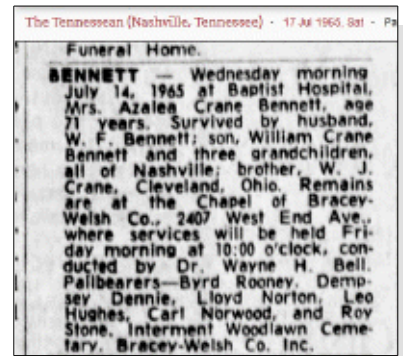 The Tennessean (Nashville, Tennessee) - 17 Jul 1965, Sat - Pa
Funeral Home.
BENNETT — Wednesday morning
July 14, 1965 at Baptist Hospital,
Mrs. Azalea Crane Bennett, age
71 years. Survived by husband,
W. F. Bennett; son, William Crane
Bennett and three grandchildren,
all of Nashville; brother, W. J.
Crane, Cleveland, Ohio. Remains
are at the Chapel of Bracey-
Welsh Co., 2407 West End Ave.,
where services will be held Fri-
day morning at 10:00 o'clock, con-
ducted by Dr. Wayne H. Bell.
Pallbearers—Byrd Rooney, Demp-
sey Dennie, Lloyd Norton, Leo
Hughes, Carl Norwood, and Roy
Stone. Interment Woodlawn Ceme-
tary. Bracey-Welsh Co. Inc.